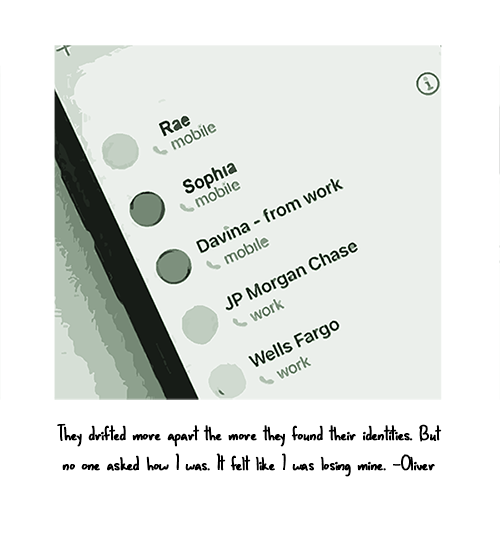 Rae
mobile
Sophia
mobile
Davina - from work
mobile
JP Morgan Chase
work
Wells Fargo
work
They drifted more apart the more they found their identities. But
no one asked how I was. It felt like I was losing mine. -Oliver